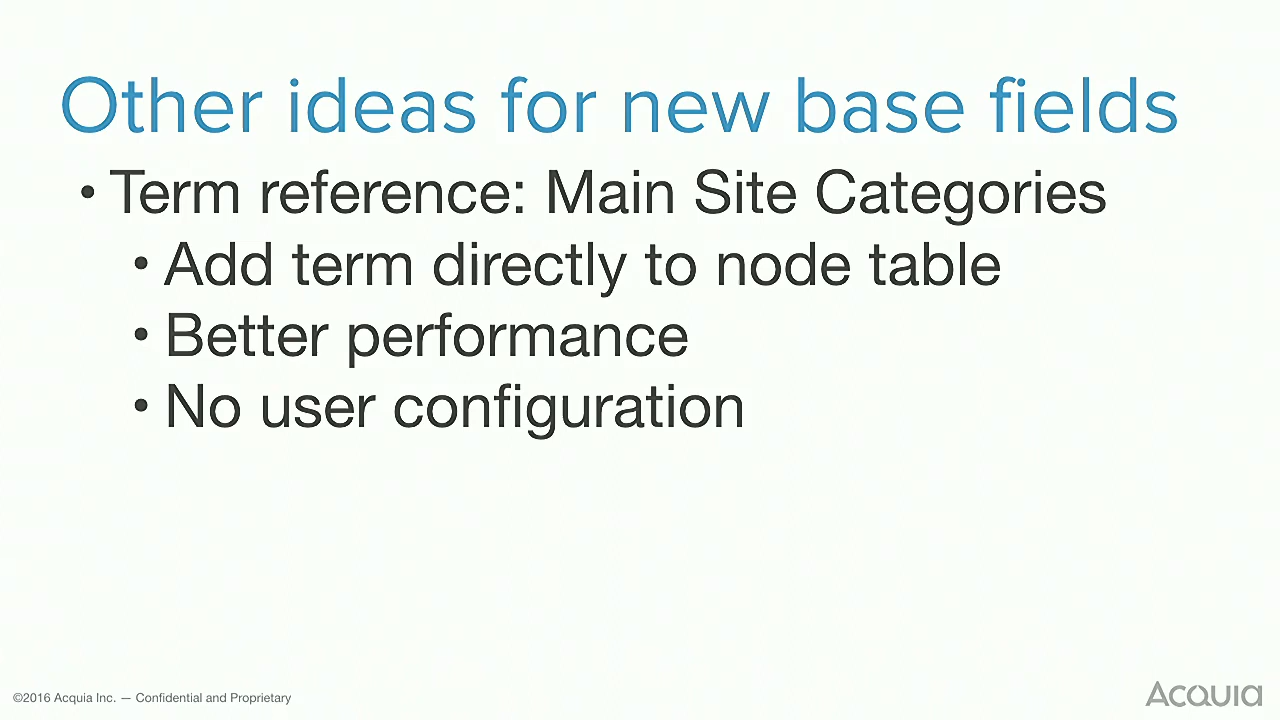 Other ideas for new base fields
• Term reference: Main Site Categories
• Add term directly to node table
• Better performance
• No user configuration
©2016 Acquia Inc. — Confidential and Proprietary
Acquia